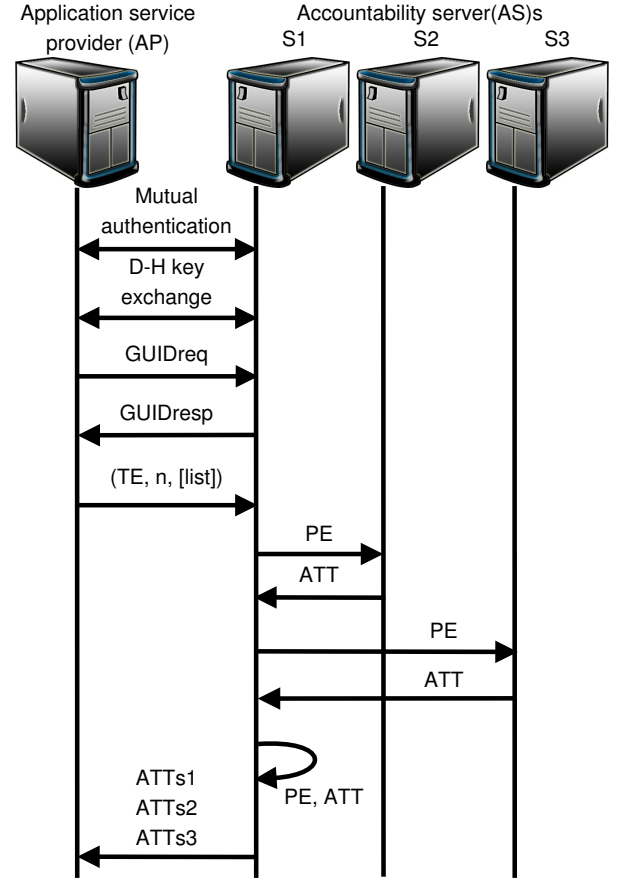 Application service
provider (AP)
Accountability server(AS)s
S1
S2
S3
Mutual
authentication
D-H key
exchange
GUIDreq
GUIDresp
(TE, n, [list])
PE
ATT
PE
ATT
PE, ATT
ATTs1
ATTs2
ATTs3